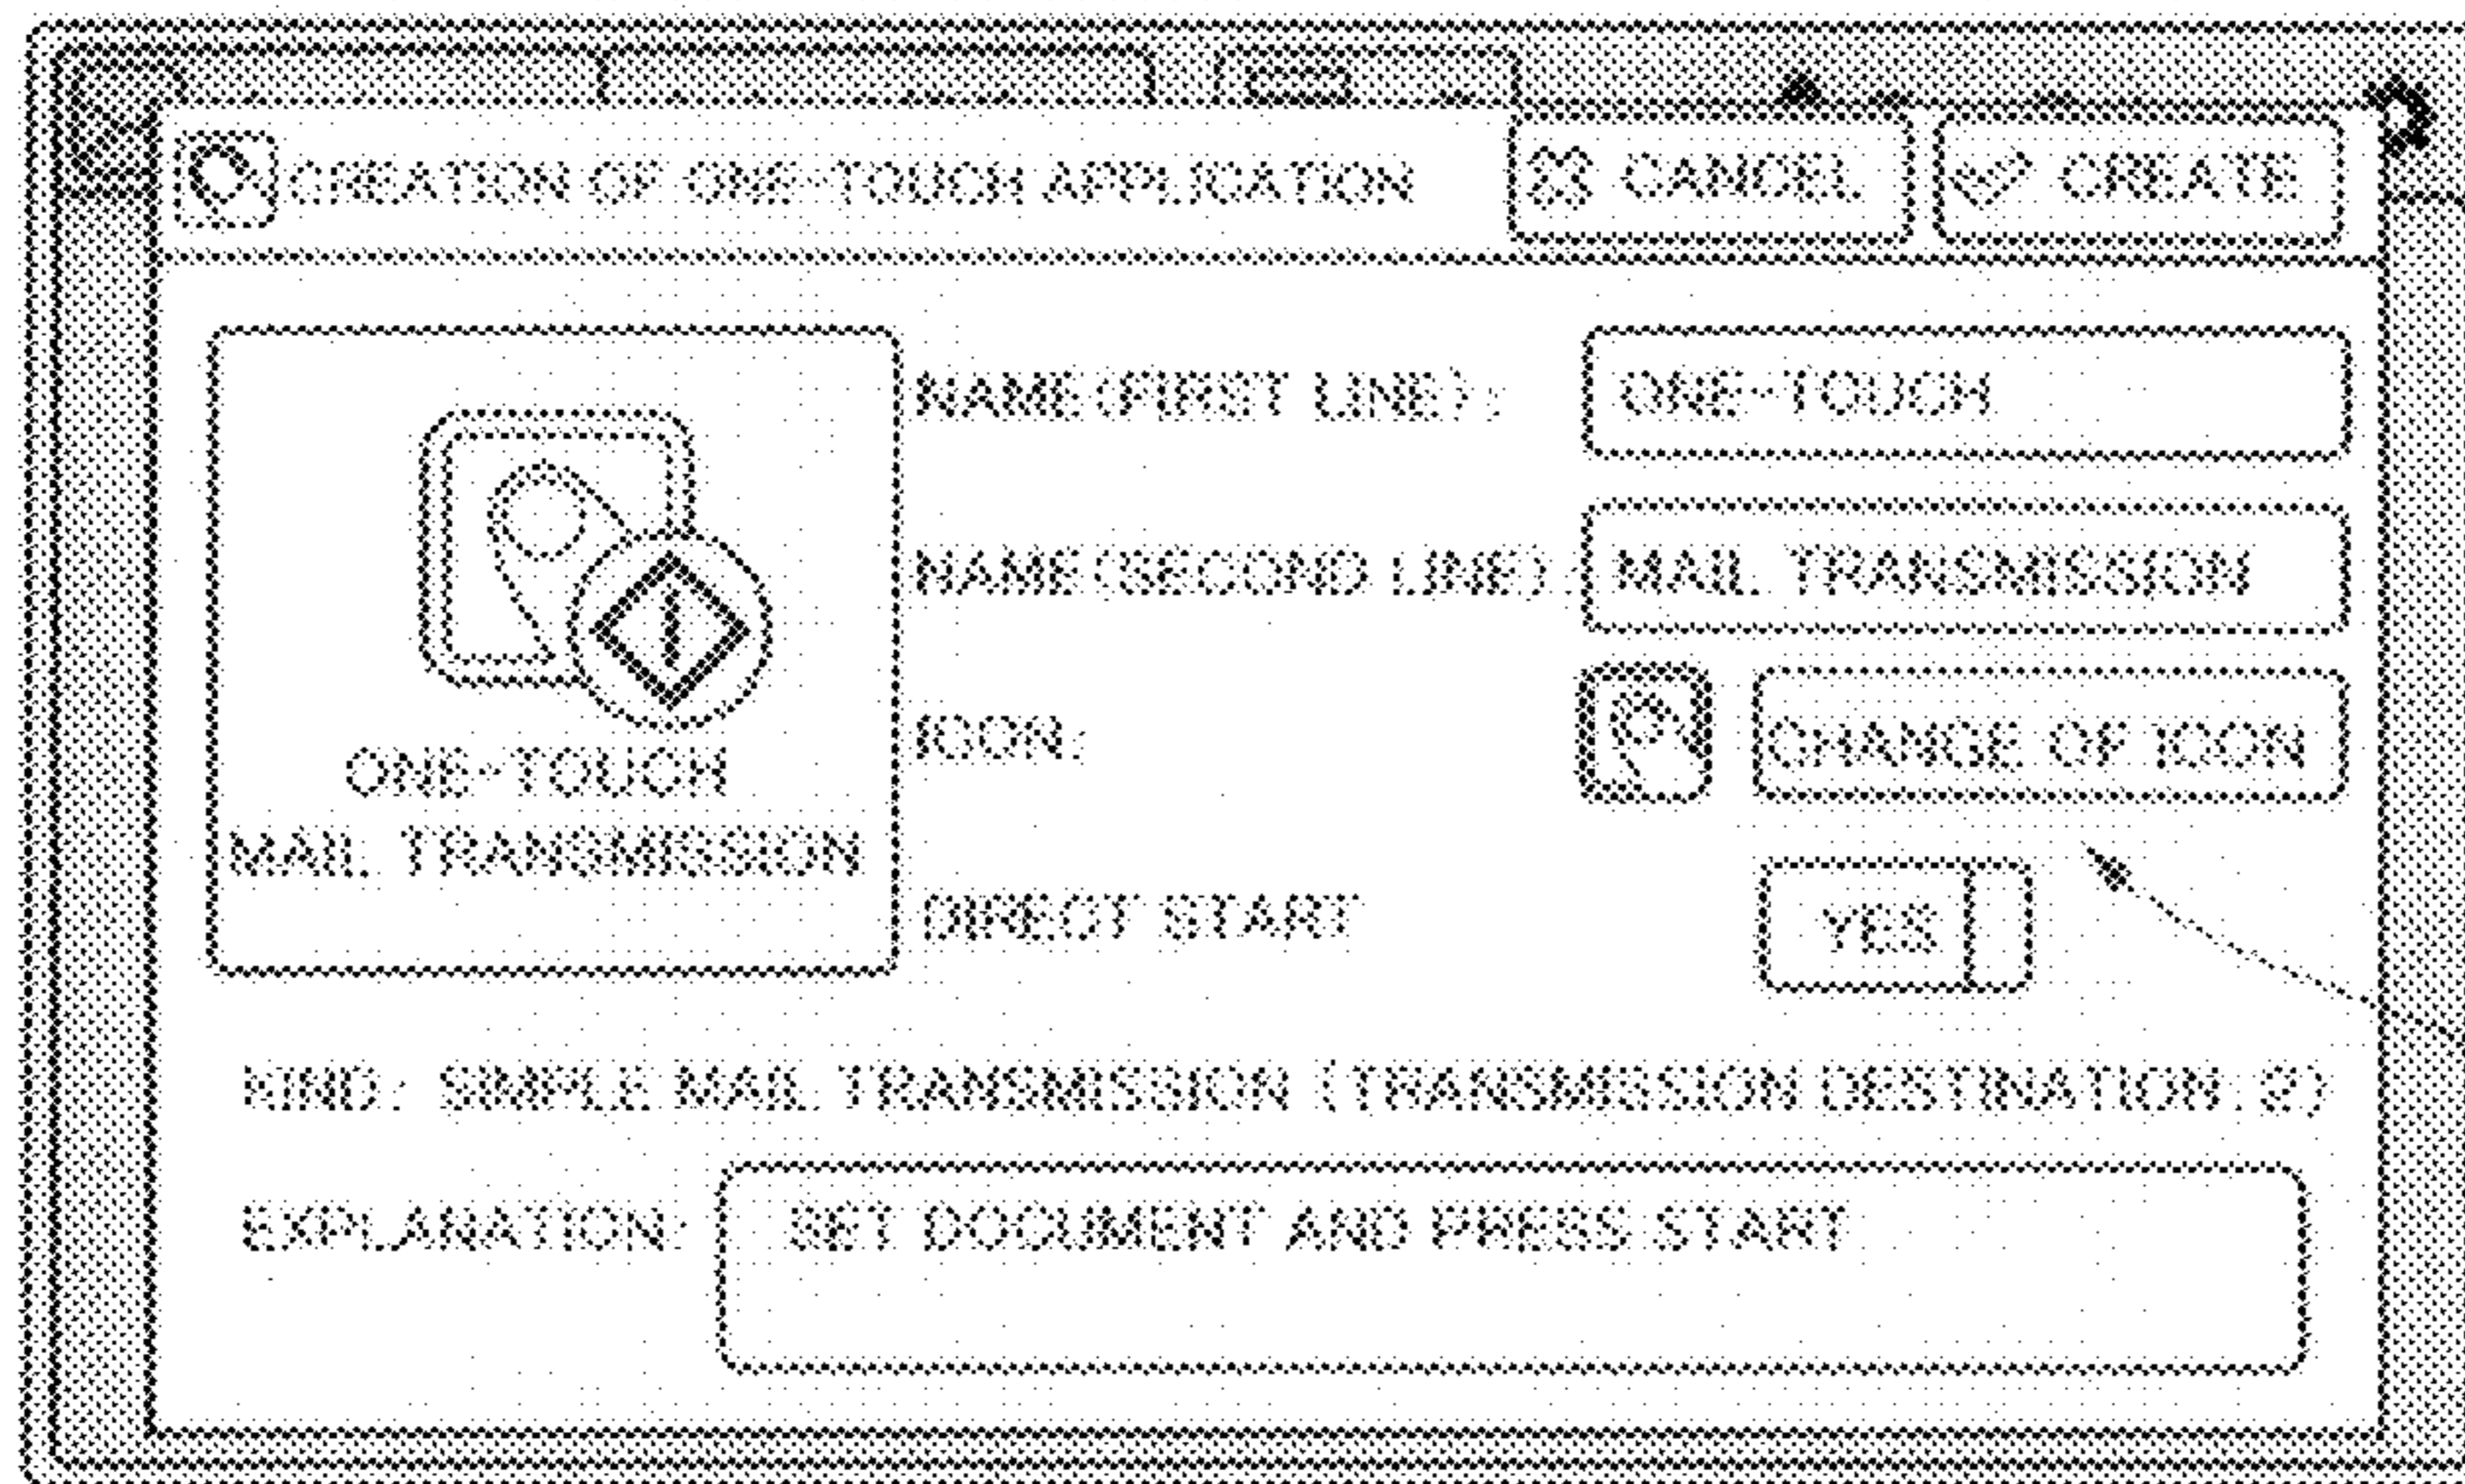 CREATION OF ONE-TOUCH APPLICATION
CANCEL
CREATE
NAME(FIRST LINE):
ONE-TOUCH
NAME(SECOND LINE):
MAIL TRANSMISSION
ICON:
CHANGE OF ICON
ONE-TOUCH
MAIL TRANSMISSION
DIRECT START
YES
KIND: SIMPLE MAIL TRANSMISSION (TRANSMISSION DESTINATION: 2)
EXPLANATION:
SET DOCUMENT AND PRESS START